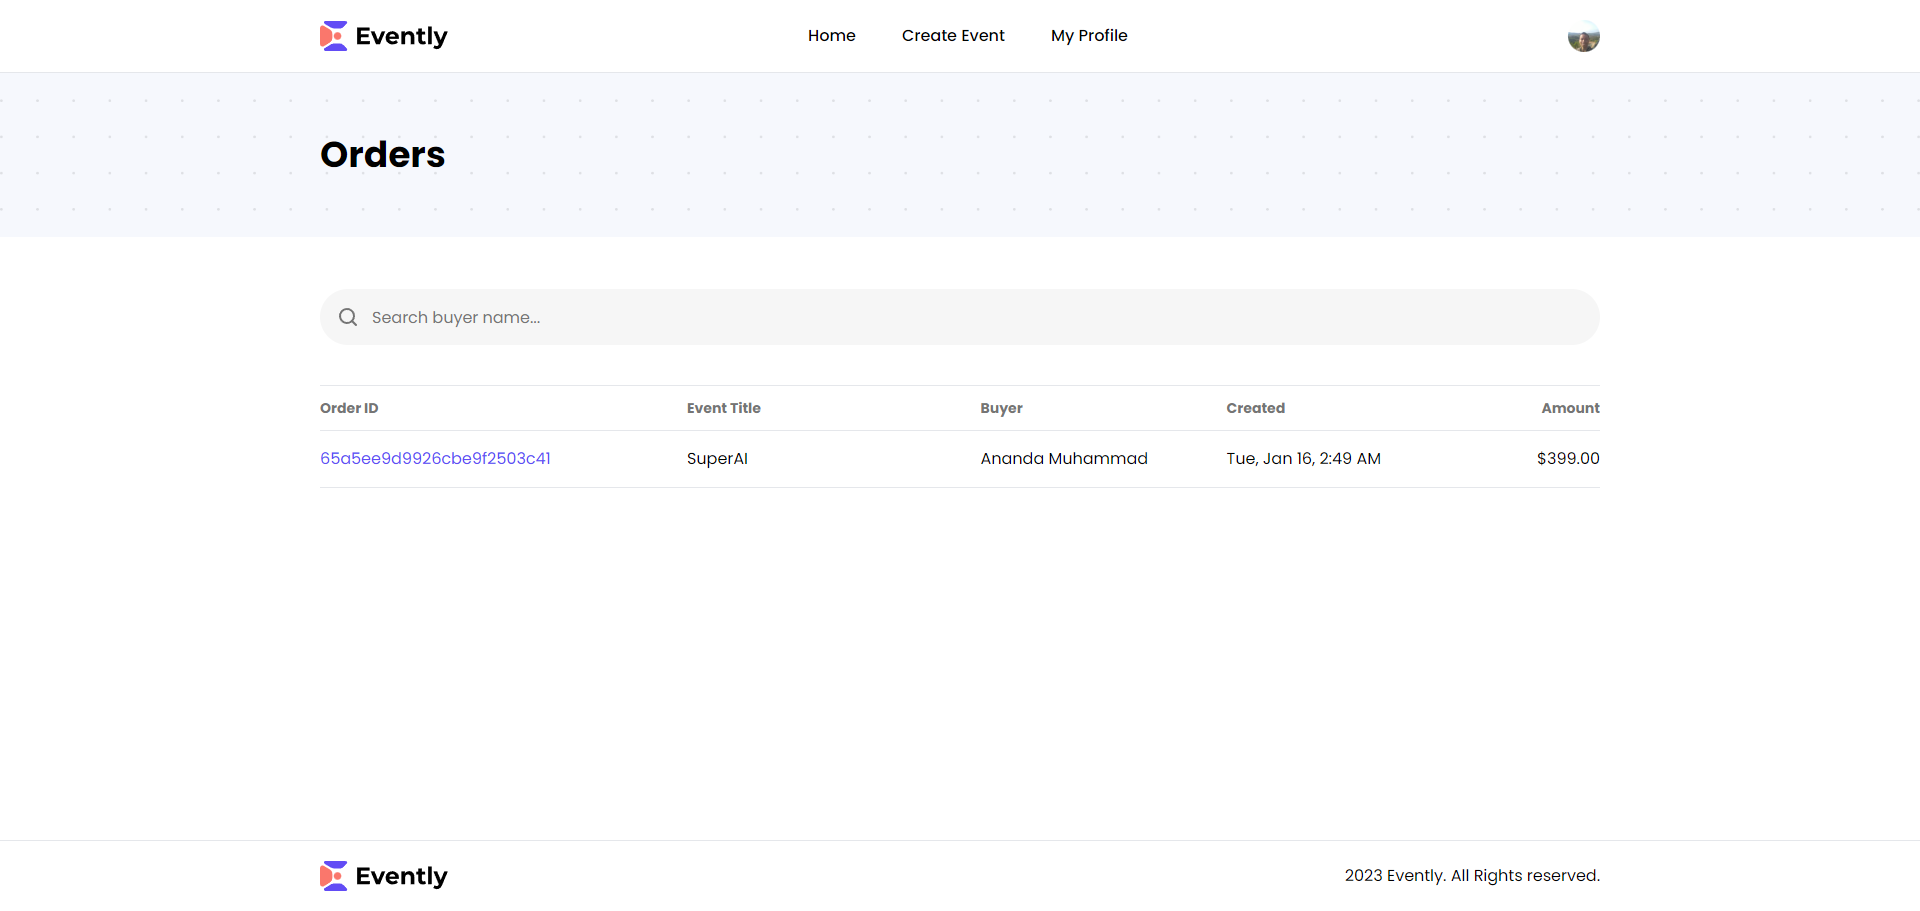 Evently
Home Create Event My Profile
Orders
Search buyer name...
Order ID Event Title Buyer Created Amount
65a5ee9d9926cbe9f2503c41 SuperAI Ananda Muhammad Tue, Jan 16, 2:49 AM $399.00
Evently
2023 Evently. All Rights reserved.